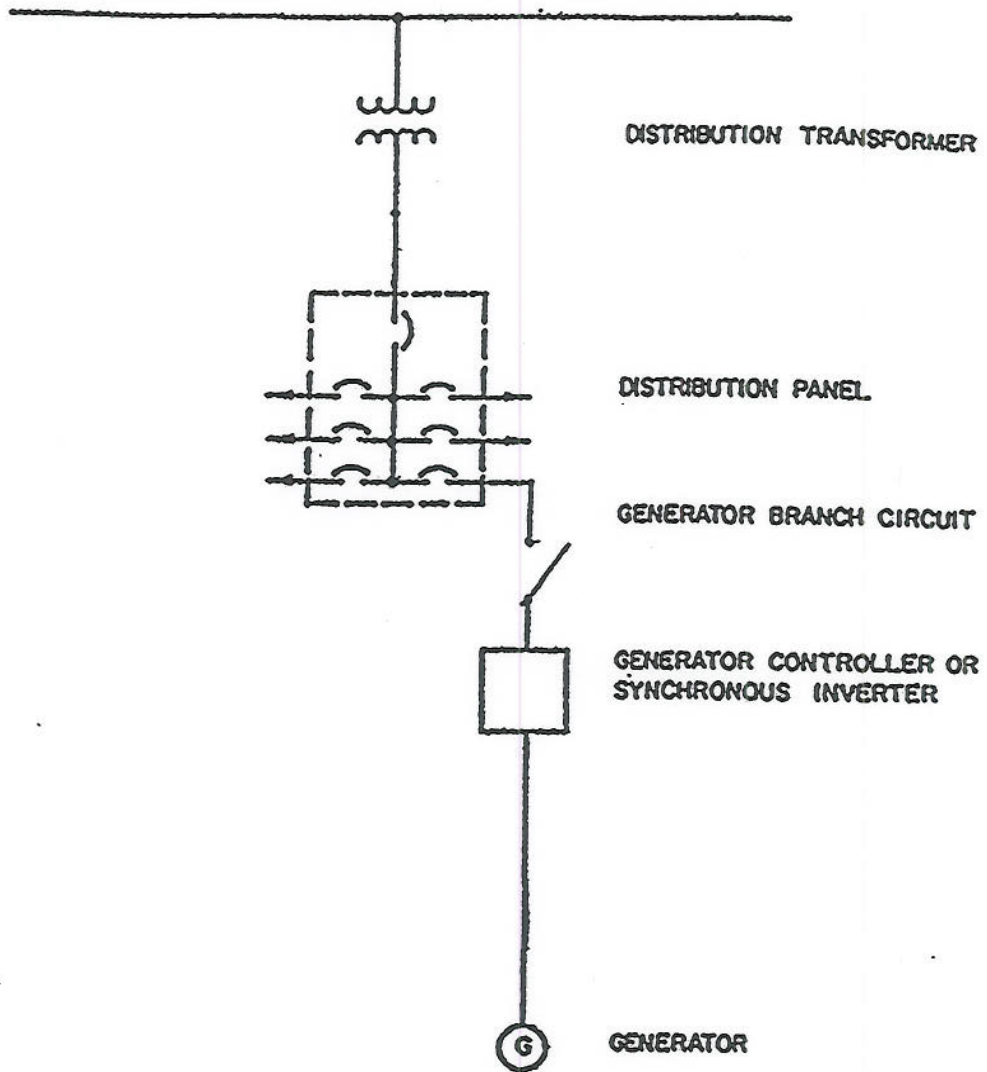 DISTRIBUTION TRANSFORMER
DISTRIBUTION PANEL
GENERATOR BRANCH CIRCUIT
GENERATOR CONTROLLER OR
SYNCHRONOUS INVERTER
G
GENERATOR